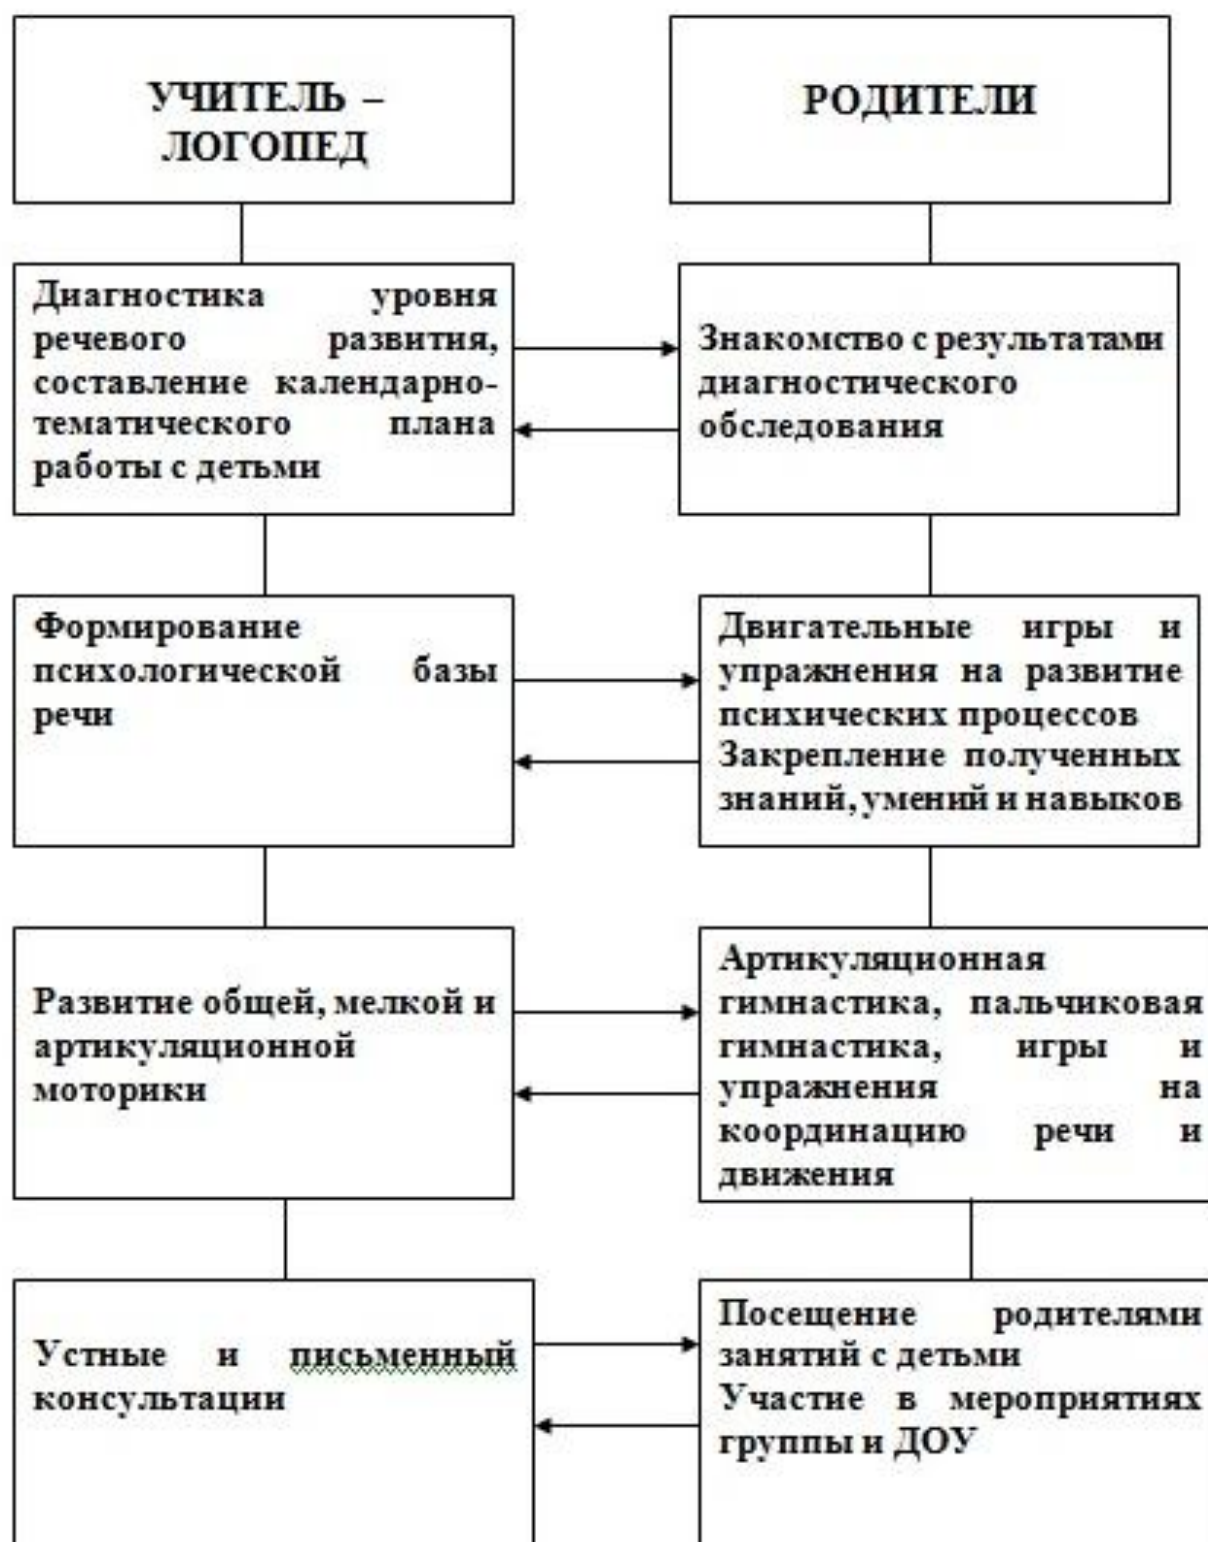 УЧИТЕЛЬ –
ЛОГОПЕД
РОДИТЕЛИ
Диагностика уровня
речевого развития,
составление календарно-
тематического плана
работы с детьми
Знакомство с результатами
диагностического
обследования
Формирование
психологической базы
речи
Двигательные игры и
упражнения на развитие
психических процессов
Закрепление полученных
знаний, умений и навыков
Развитие общей, мелкой и
артикуляционной
моторики
Артикуляционная
гимнастика, пальчиковая
гимнастика, игры и
упражнения на
координацию речи и
движения
Устные и письменный
консультации
Посещение родителями
занятий с детьми
Участие в мероприятиях
группы и ДОУ